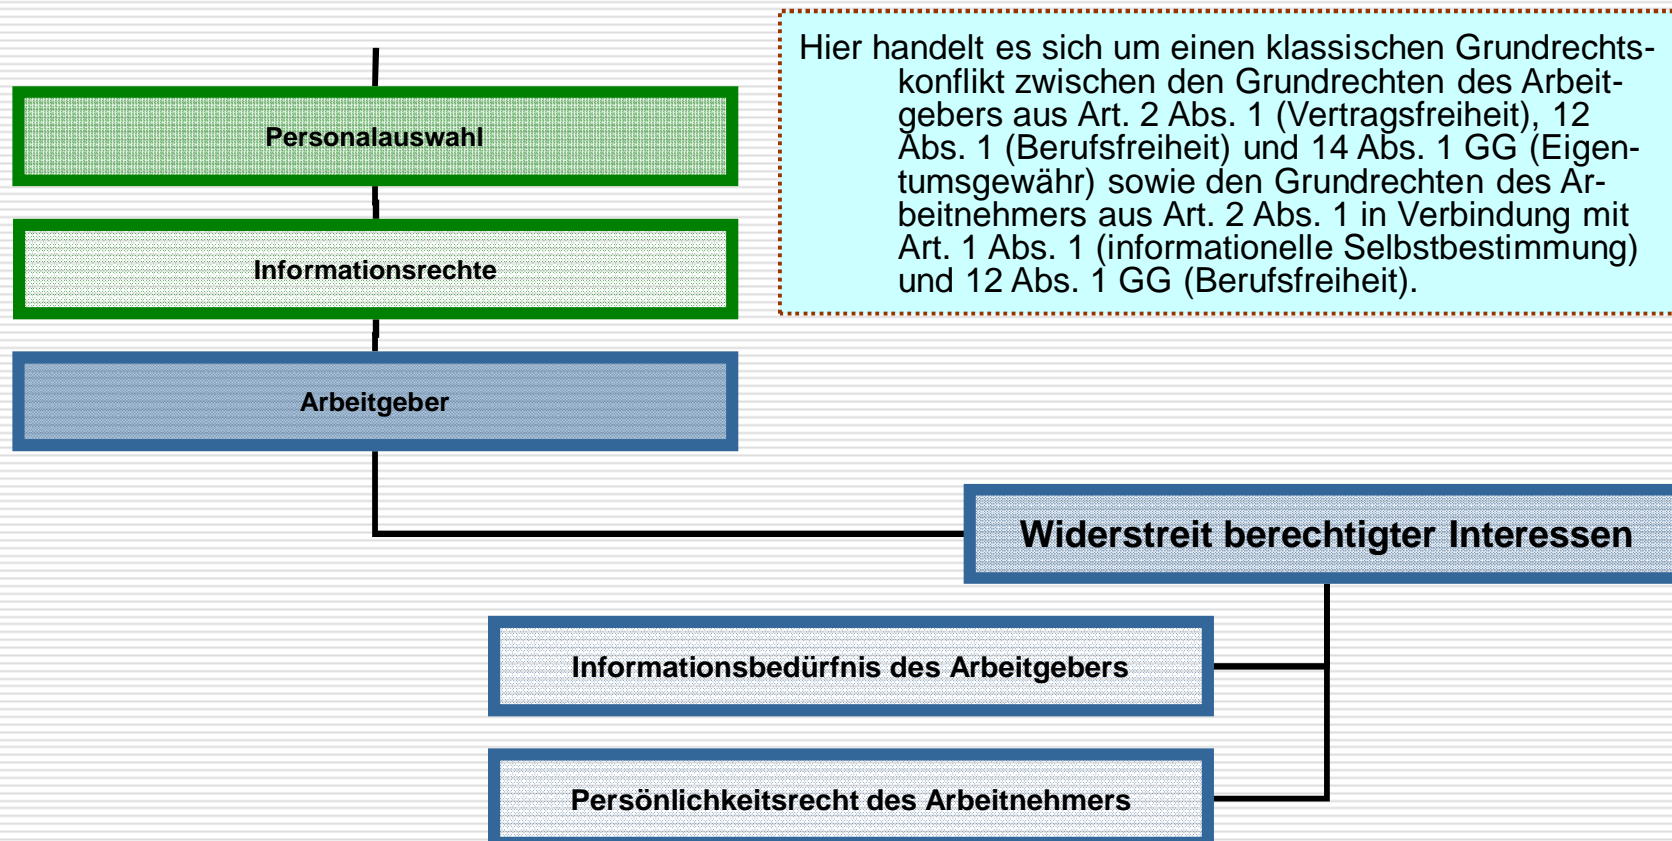 Hier handelt es sich um einen klassischen Grundrechts-
konflikt zwischen den Grundrechten des Arbeit-
gebers aus Art. 2 Abs. 1 (Vertragsfreiheit), 12
Abs. 1 (Berufsfreiheit) und 14 Abs. 1 GG (Eigen-
tumsgewähr) sowie den Grundrechten des Ar-
beitnehmers aus Art. 2 Abs. 1 in Verbindung mit
Art. 1 Abs. 1 (informationelle Selbstbestimmung)
und 12 Abs. 1 GG (Berufsfreiheit).
Personalauswahl
Informationsrechte
Arbeitgeber
Widerstreit berechtigter Interessen
Informationsbedürfnis des Arbeitgebers
Persönlichkeitsrecht des Arbeitnehmers